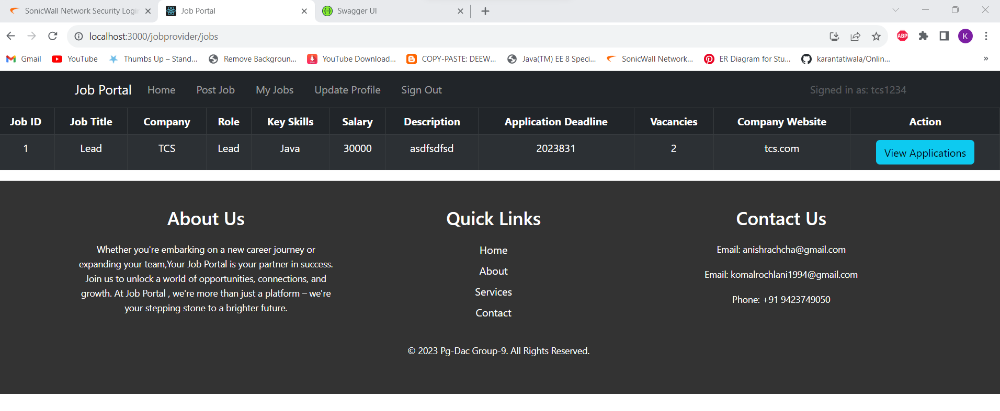 SonicWall Network Security Login
Job Portal
Swagger UI
localhost:3000/jobprovider/jobs
ABP
K
Gmail
YouTube
Thumbs Up – Stand...
Remove Backgroun...
YouTube Download...
COPY-PASTE: DEEW...
Java(TM) EE 8 Speci...
SonicWall Network...
ER Diagram for Stu...
karantatiwala/Onlin...
»
Job Portal Home Post Job My Jobs Update Profile Sign Out Signed in as: tcs1234
Job ID Job Title Company Role Key Skills Salary Description Application Deadline Vacancies Company Website Action
1 Lead TCS Lead Java 30000 asdfsdfsd 2023831 2 tcs.com View Applications
About Us
Whether you're embarking on a new career journey or
expanding your team,Your Job Portal is your partner in success.
Join us to unlock a world of opportunities, connections, and
growth. At Job Portal , we're more than just a platform – we're
your stepping stone to a brighter future.
Quick Links
Home
About
Services
Contact
Contact Us
Email: anishrachcha@gmail.com
Email: komalrochlani1994@gmail.com
Phone: +91 9423749050
© 2023 Pg-Dac Group-9. All Rights Reserved.